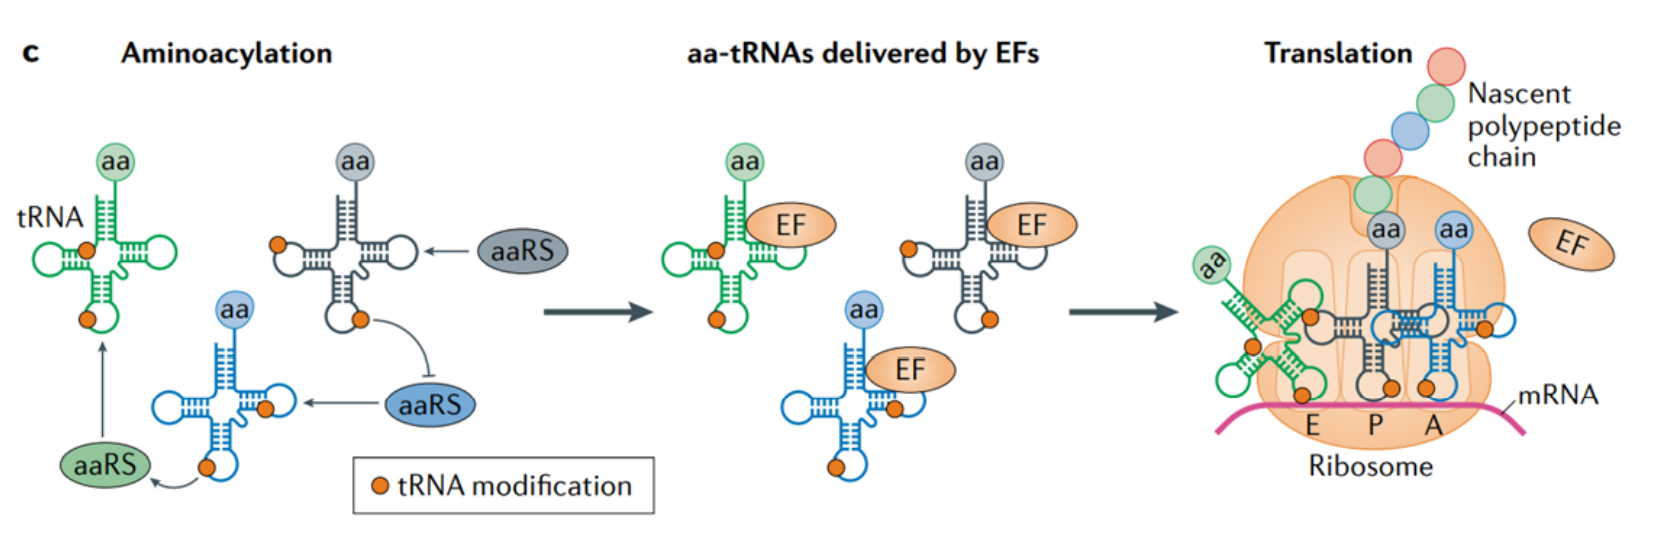 c
Aminoacylation
aa-tRNAs delivered by EFs
Translation
Nascent
polypeptide
chain
aa
tRNA
aa
aaRS
aa
aaRS
aaRS
tRNA modification
aa
EF
aa
EF
aa
EF
aa
aa
aa
EF
mRNA
E P A
Ribosome